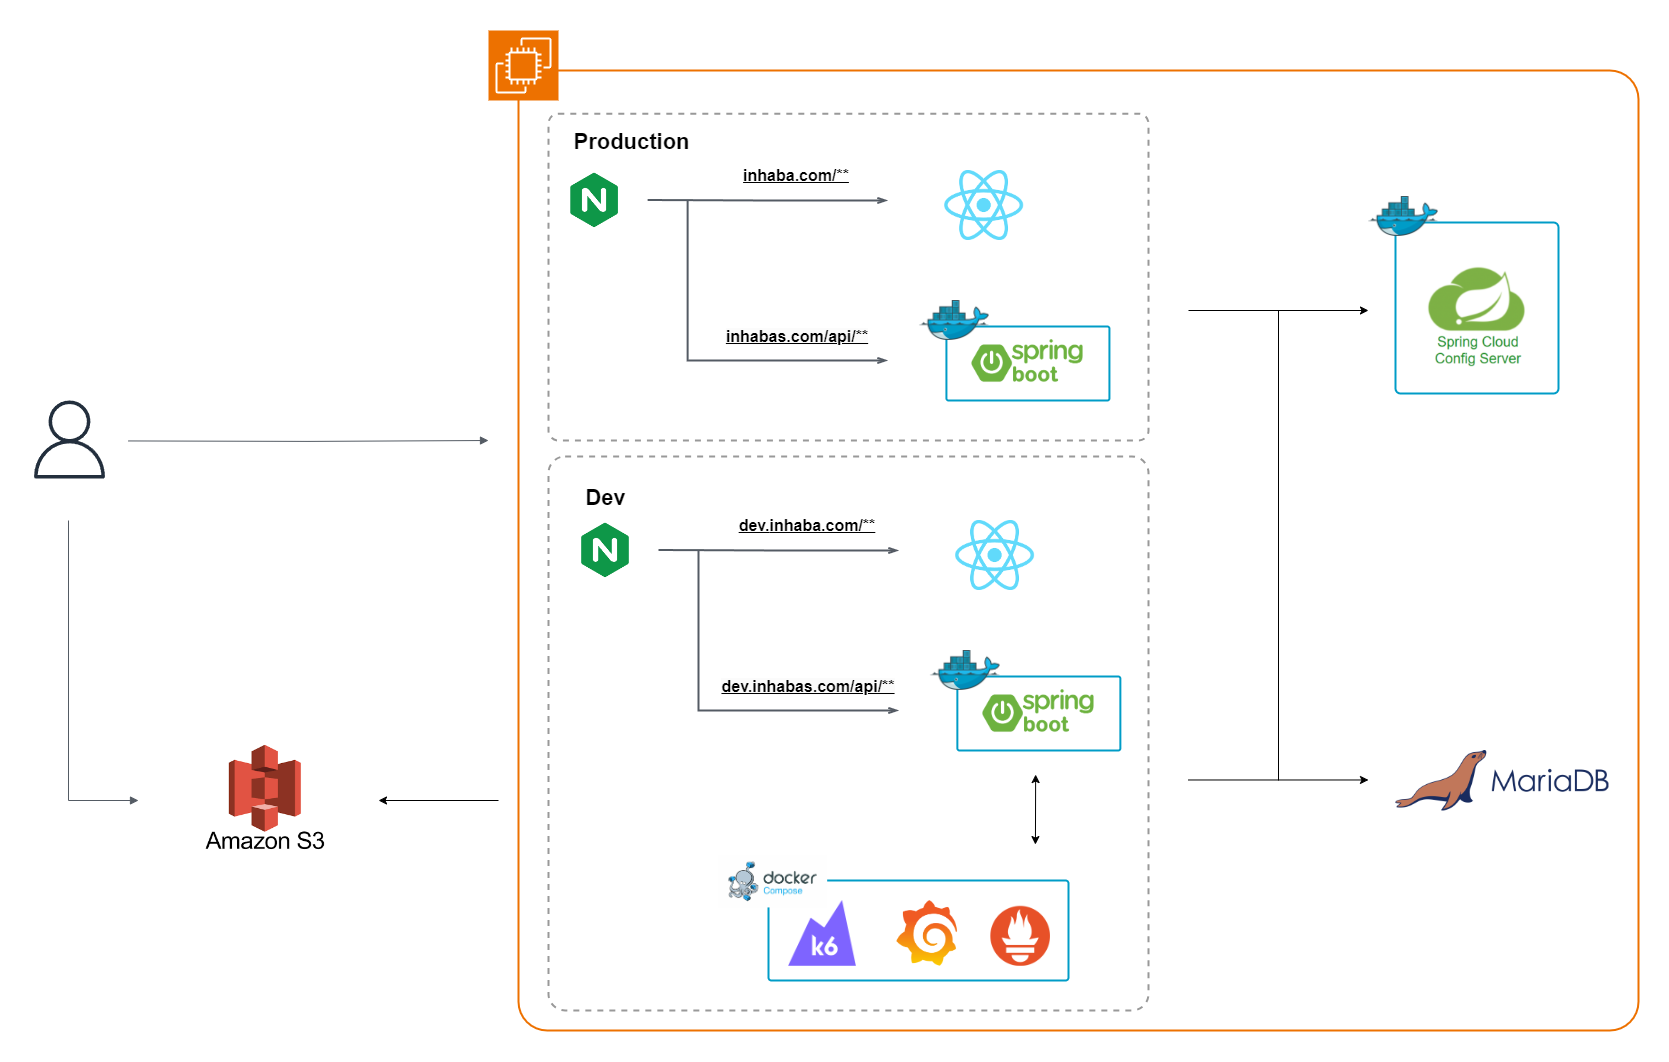 Production
inhaba.com/**
inhabas.com/api/**
spring
boot
Spring Cloud
Config Server
Dev
dev.inhaba.com/**
dev.inhabas.com/api/**
spring
boot
MariaDB
Amazon S3
docker
Compose
k6